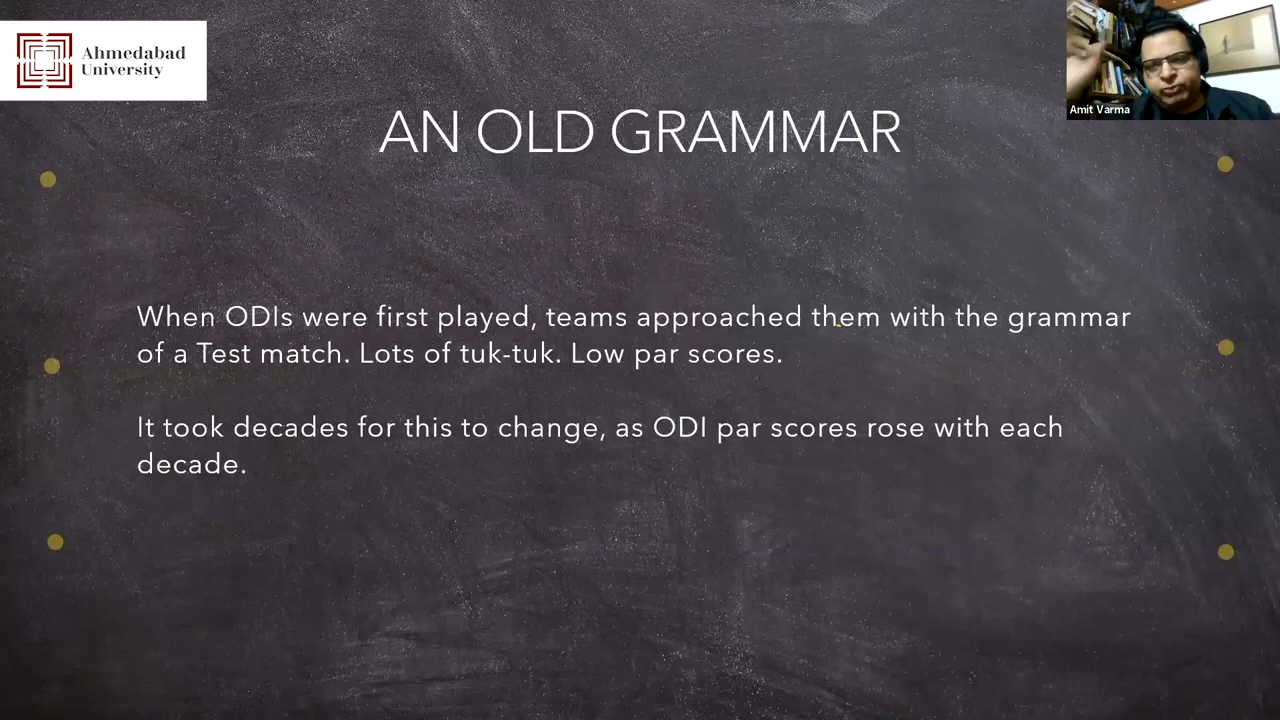 Ahmedabad
University
Amit Varma
AN OLD GRAMMAR
When ODIs were first played, teams approached them with the grammar
of a Test match. Lots of tuk-tuk. Low par scores.
It took decades for this to change, as ODI par scores rose with each
decade.